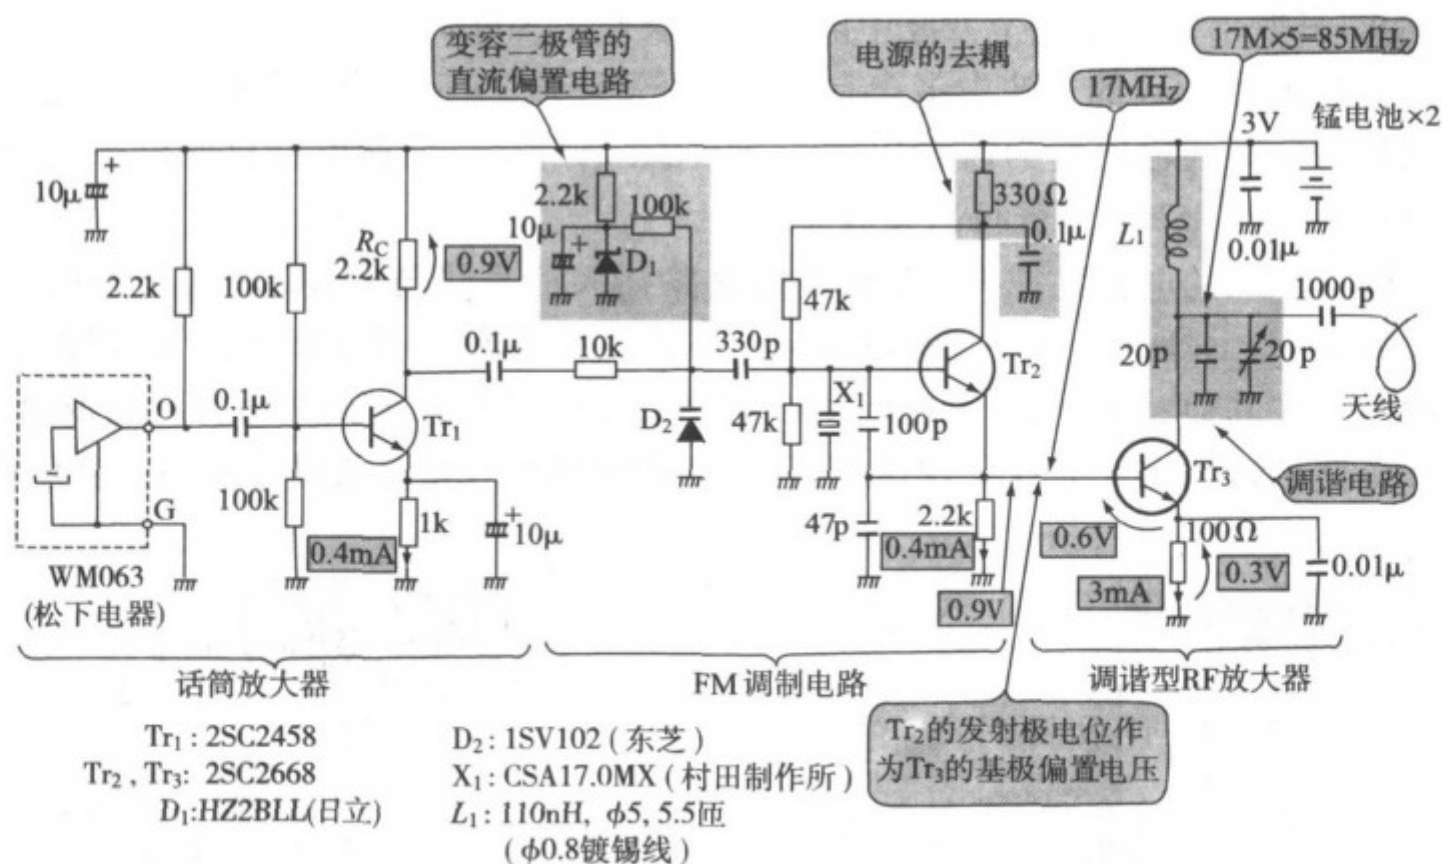 变容二极管的
直流偏置电路
电源的去耦
17MHz
17M×5=85MHz
3V
锰电池×2
10μ
+
2.2k
100k
RC
2.2k
0.9V
2.2k
100k
10μ
+
D1
330Ω
0.1μ
L1
0.01μ
1000p
47k
20p
20p
天线
0.1μ
10k
330p
Tr2
O
0.1μ
Tr1
D2
47k
X1
100p
Tr3
调谐电路
G
100k
1k
+
10μ
0.4mA
47p
2.2k
0.4mA
0.6V
100Ω
0.3V
0.01μ
3mA
0.9V
WM063
(松下电器)
话筒放大器
FM调制电路
调谐型RF放大器
Tr2的发射极电位作
为Tr3的基极偏置电压
Tr1: 2SC2458
Tr2, Tr3: 2SC2668
D1:HZ2BLL(日立)
D2: 1SV102(东芝)
X1: CSA17.0MX(村田制作所)
L1: 110nH, φ5, 5.5匝
(φ0.8镀锡线)